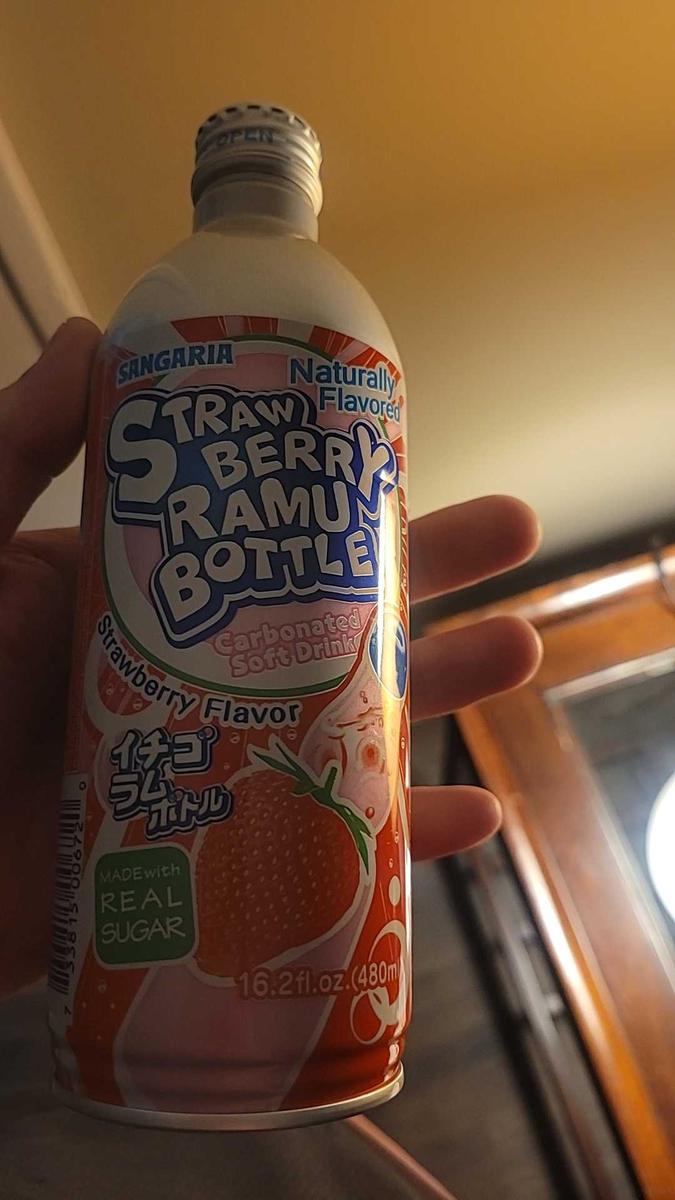 OPEN
SANGARIA
Naturally
Flavored
STRAW
BERRY
RAMU
BOTTLE
Carbonated
Soft Drink
Strawberry Flavor
イチゴ
ラム
ボトル
MADE with
REAL
SUGAR
16.2fl.oz.(480m